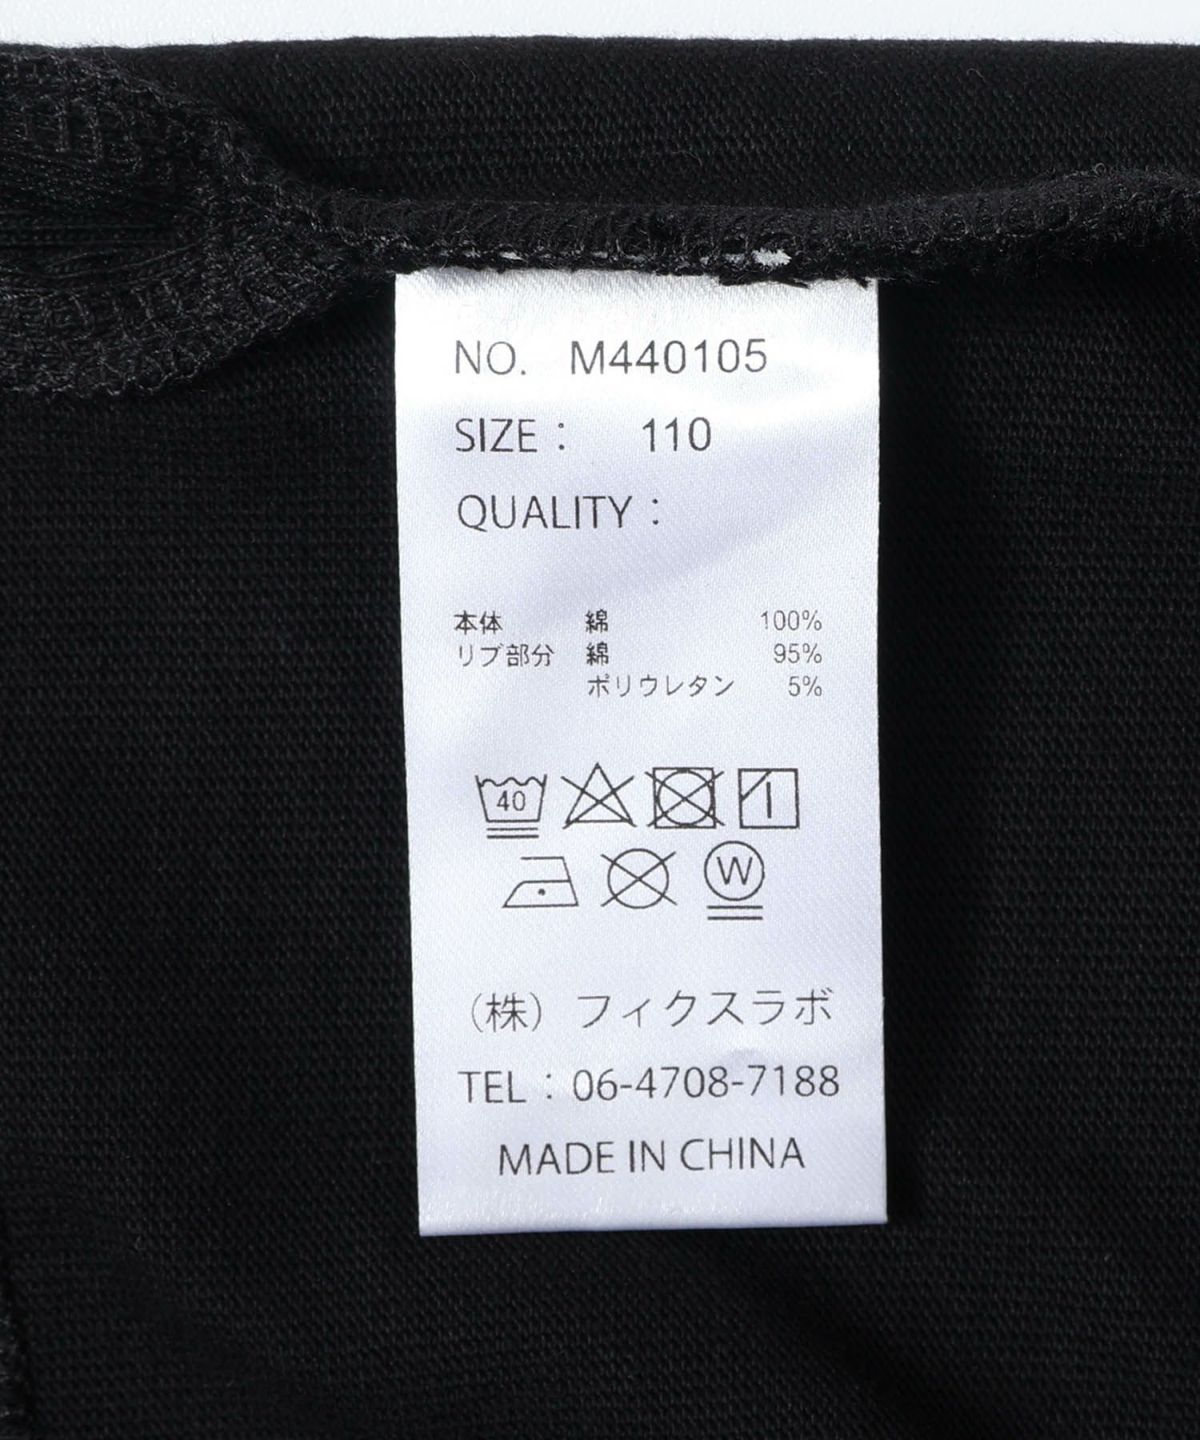 NO. M440105
SIZE : 110
QUALITY :
本体 綿 100%
リブ部分 綿 95%
ポリウレタン 5%
40
W
(株) フィクスラボ
TEL : 06-4708-7188
MADE IN CHINA